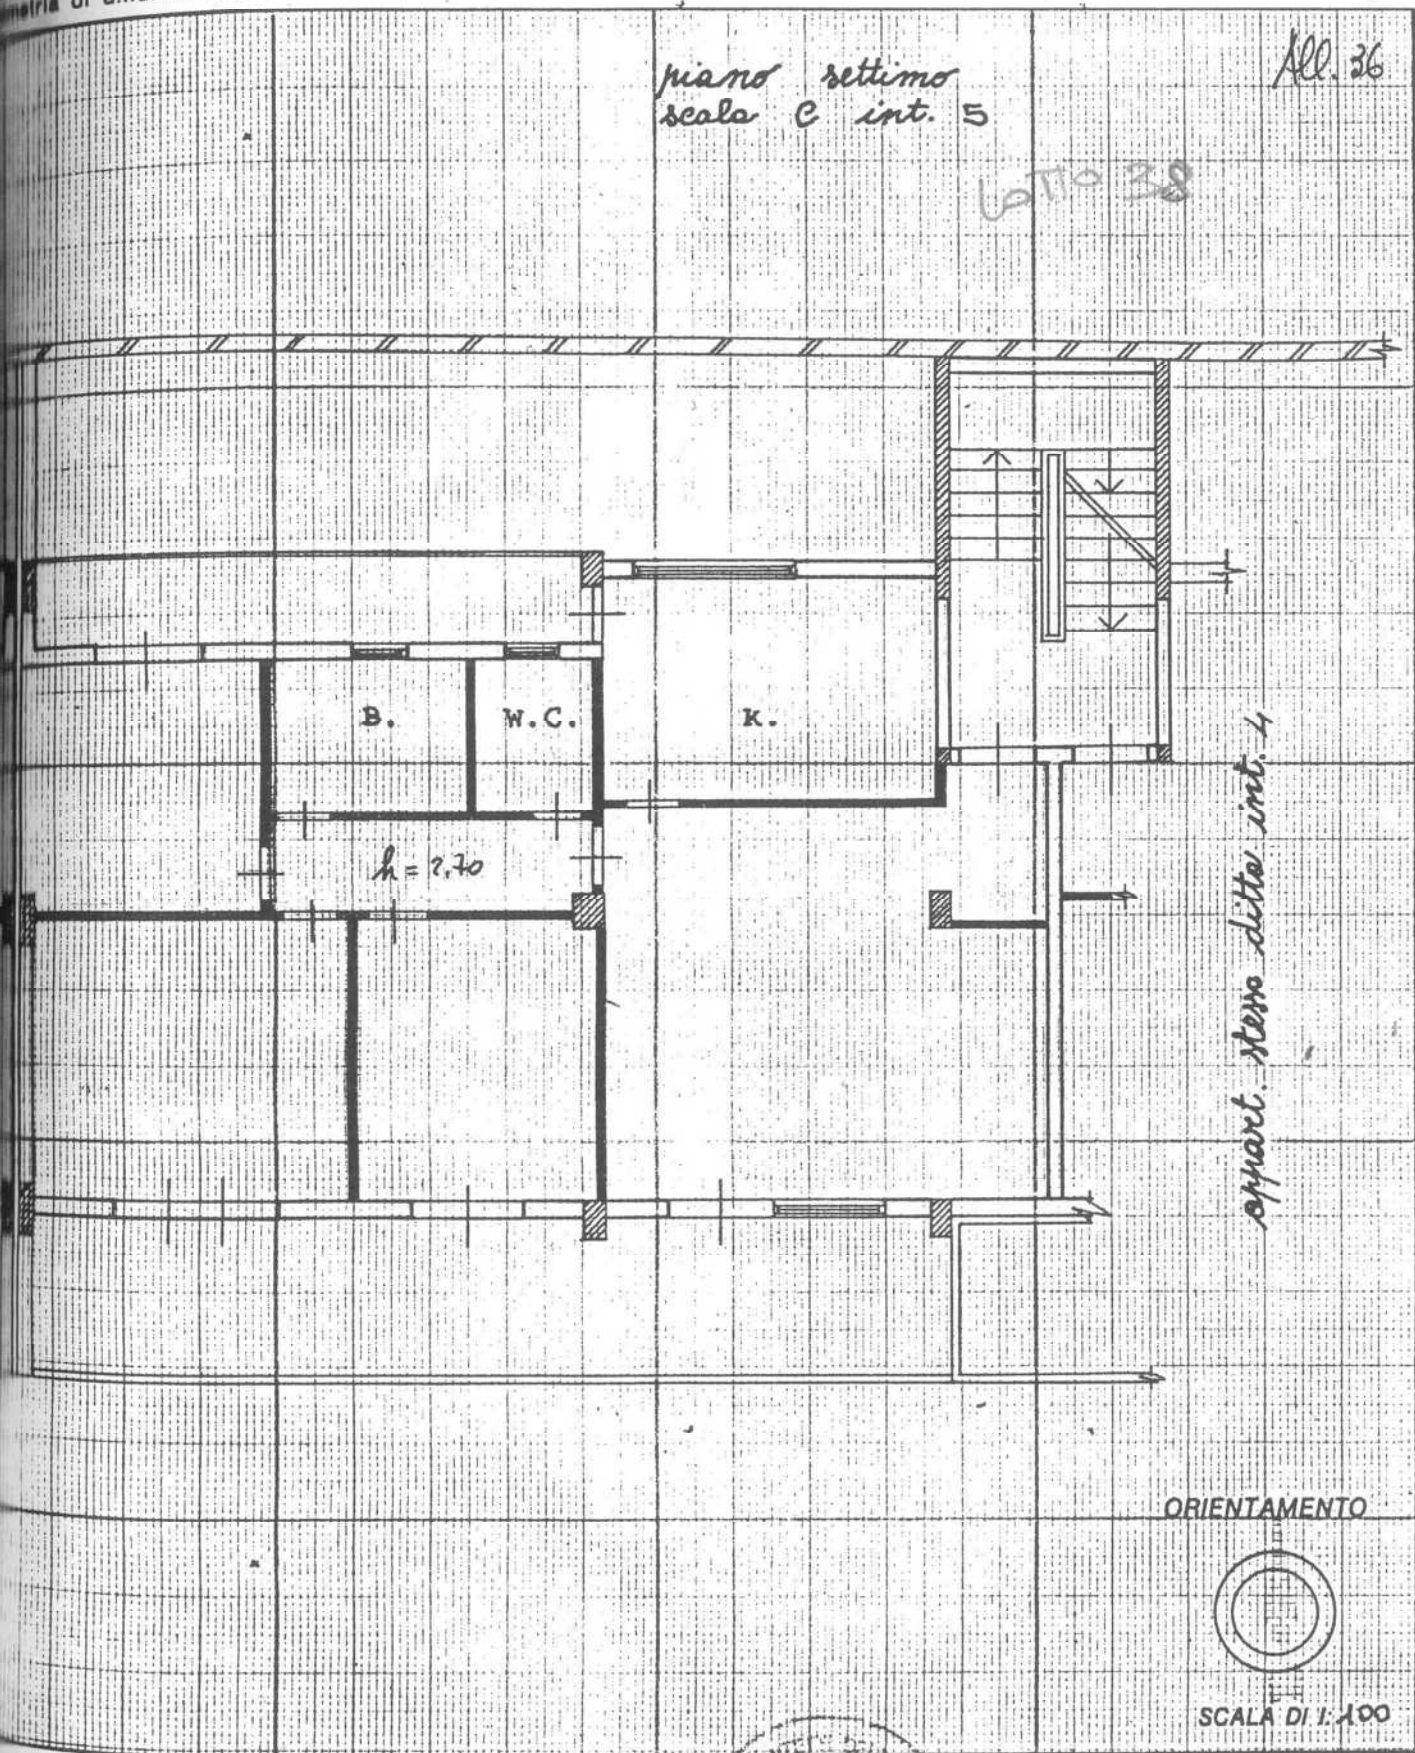 piano settimo
scala C int. 5
All. 36
Lotto 38
B.
W.C.
K.
h = 2,70
appart. stessa ditta int. 4
ORIENTAMENTO
SCALA DI 1: 100